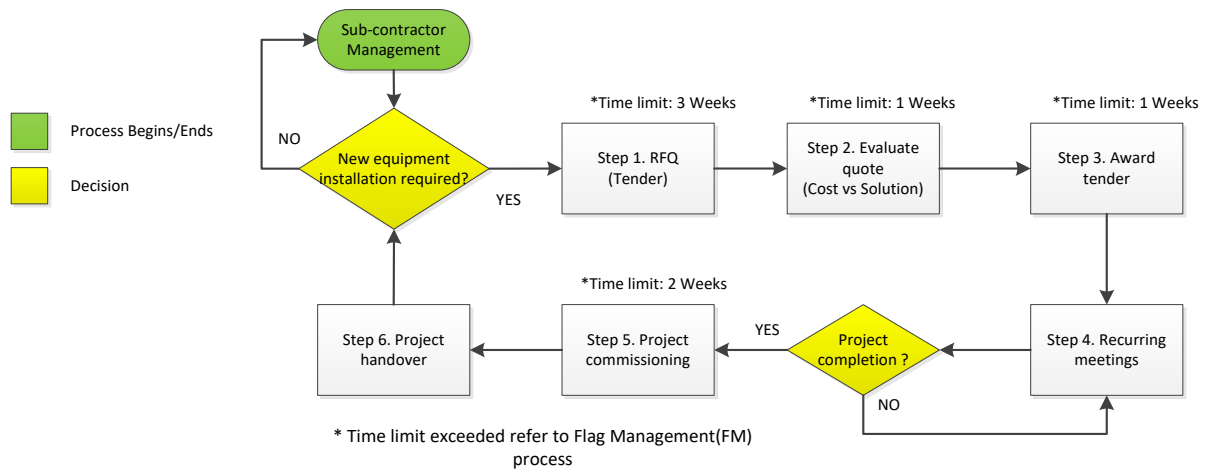 Sub-contractor
Management
*Time limit: 3 Weeks
*Time limit: 1 Weeks
*Time limit: 1 Weeks
Process Begins/Ends
Decision
NO
New equipment
installation required?
YES
Step 1. RFQ
(Tender)
Step 2. Evaluate
quote
(Cost vs Solution)
Step 3. Award
tender
*Time limit: 2 Weeks
Step 6. Project
handover
Step 5. Project
commissioning
YES
Project
completion ?
NO
Step 4. Recurring
meetings
* Time limit exceeded refer to Flag Management(FM)
process